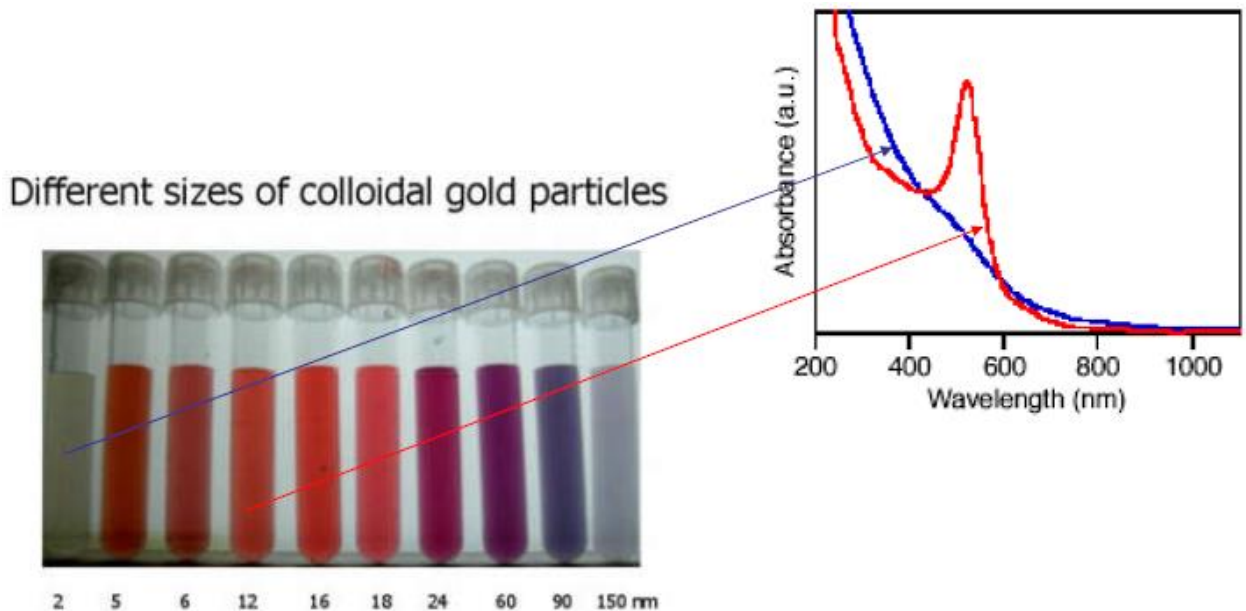 Different sizes of colloidal gold particles
2 5 6 12 16 18 24 60 90 150 nm
Absorbance (a.u.)
200 400 600 800 1000
Wavelength (nm)